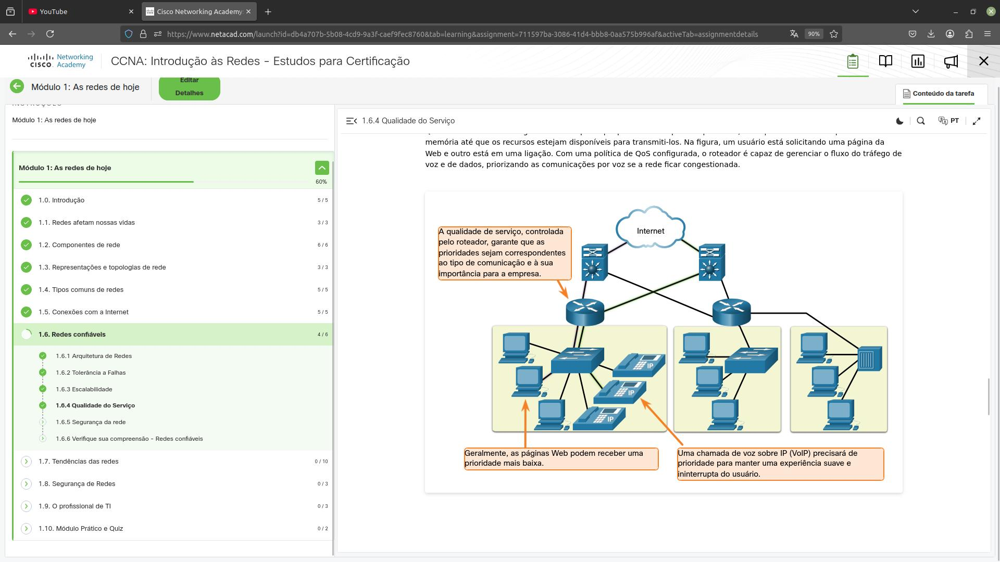 YouTube
Cisco Networking Academy
https://www.netacad.com/launch?id=db4a707b-5b08-4cd9-9a3f-caef9fec8760&tab=learning&assignment=711597ba-3086-41d4-bbb8-0aa575b996af&activeTab=assignmentdetails
90%
CISCO Networking Academy
CCNA: Introdução às Redes - Estudos para Certificação
Módulo 1: As redes de hoje
Editar
Detalhes
Conteúdo da tarefa
Módulo 1: As redes de hoje
Módulo 1: As redes de hoje
60%
1.0. Introdução 5 / 5
1.1. Redes afetam nossas vidas 3 / 3
1.2. Componentes de rede 6 / 6
1.3. Representações e topologias de rede 3 / 3
1.4. Tipos comuns de redes 5 / 5
1.5. Conexões com a Internet 5 / 5
1.6. Redes confiáveis 4 / 6
1.6.1 Arquitetura de Redes
1.6.2 Tolerância a Falhas
1.6.3 Escalabilidade
1.6.4 Qualidade do Serviço
1.6.5 Segurança da rede
1.6.6 Verifique sua compreensão - Redes confiáveis
1.7. Tendências das redes 0 / 10
1.8. Segurança de Redes 0 / 3
1.9. O profissional de TI 0 / 3
1.10. Módulo Prático e Quiz 0 / 2
1.6.4 Qualidade do Serviço
PT
memória até que os recursos estejam disponíveis para transmiti-los. Na figura, um usuário está solicitando uma página da
Web e outro está em uma ligação. Com uma política de QoS configurada, o roteador é capaz de gerenciar o fluxo do tráfego de
voz e de dados, priorizando as comunicações por voz se a rede ficar congestionada.
Internet
A qualidade de serviço, controlada
pelo roteador, garante que as
prioridades sejam correspondentes
ao tipo de comunicação e à sua
importância para a empresa.
IP
IP
IP
Geralmente, as páginas Web podem receber uma
prioridade mais baixa.
Uma chamada de voz sobre IP (VoIP) precisará de
prioridade para manter uma experiência suave e
ininterrupta do usuário.